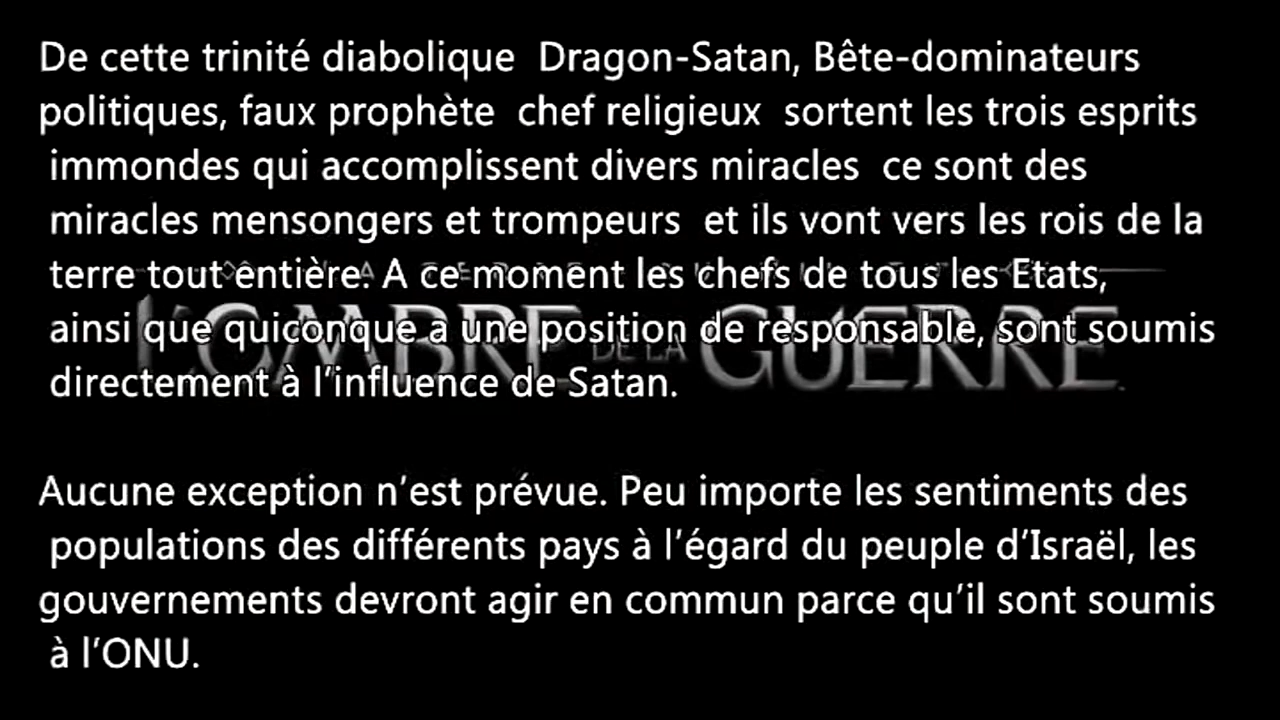 De cette trinité diabolique Dragon-Satan, Bête-dominateurs
politiques, faux prophète chef religieux sortent les trois esprits
immondes qui accomplissent divers miracles ce sont des
miracles mensongers et trompeurs et ils vont vers les rois de la
terre tout entière. A ce moment les chefs de tous les Etats,
ainsi que quiconque a une position de responsable, sont soumis
directement à l’influence de Satan.
L'OMBRE DE LA GUERRE
Aucune exception n’est prévue. Peu importe les sentiments des
populations des différents pays à l’égard du peuple d’Israël, les
gouvernements devront agir en commun parce qu’il sont soumis
à l’ONU.